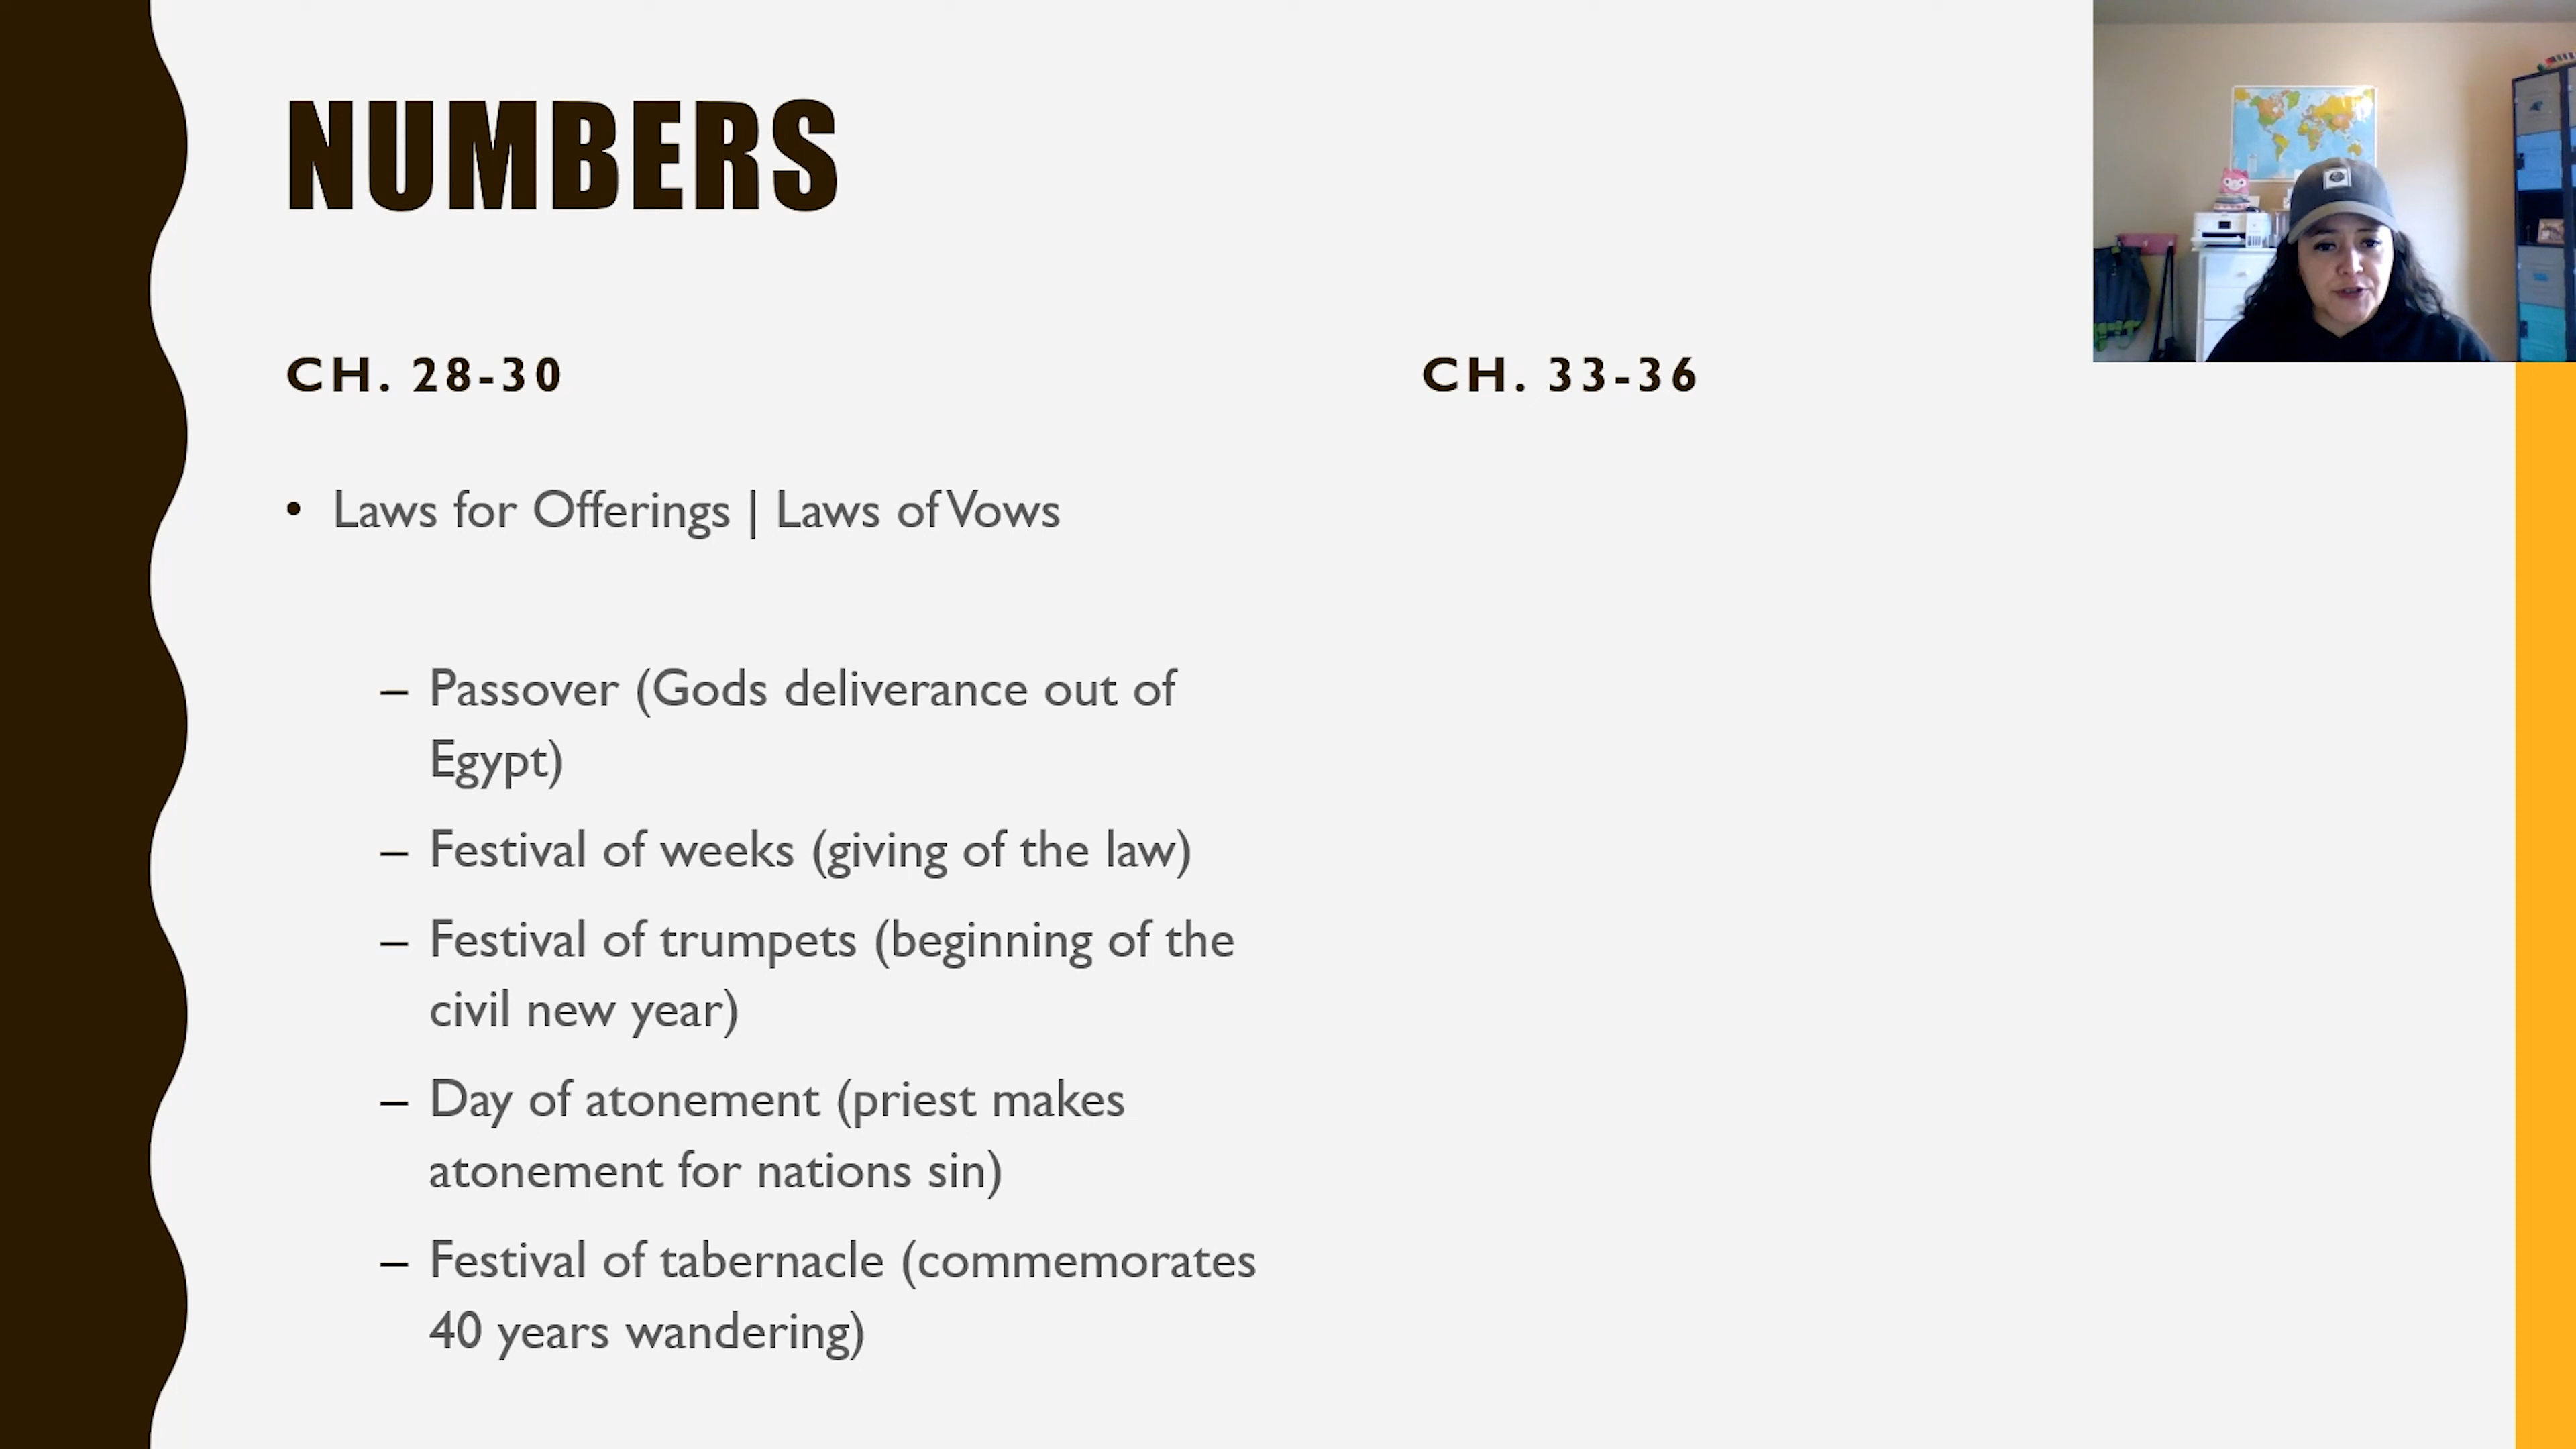 NUMBERS
CH. 28-30
• Laws for Offerings | Laws of Vows
– Passover (Gods deliverance out of
Egypt)
– Festival of weeks (giving of the law)
– Festival of trumpets (beginning of the
civil new year)
– Day of atonement (priest makes
atonement for nations sin)
– Festival of tabernacle (commemorates
40 years wandering)
CH. 33-36